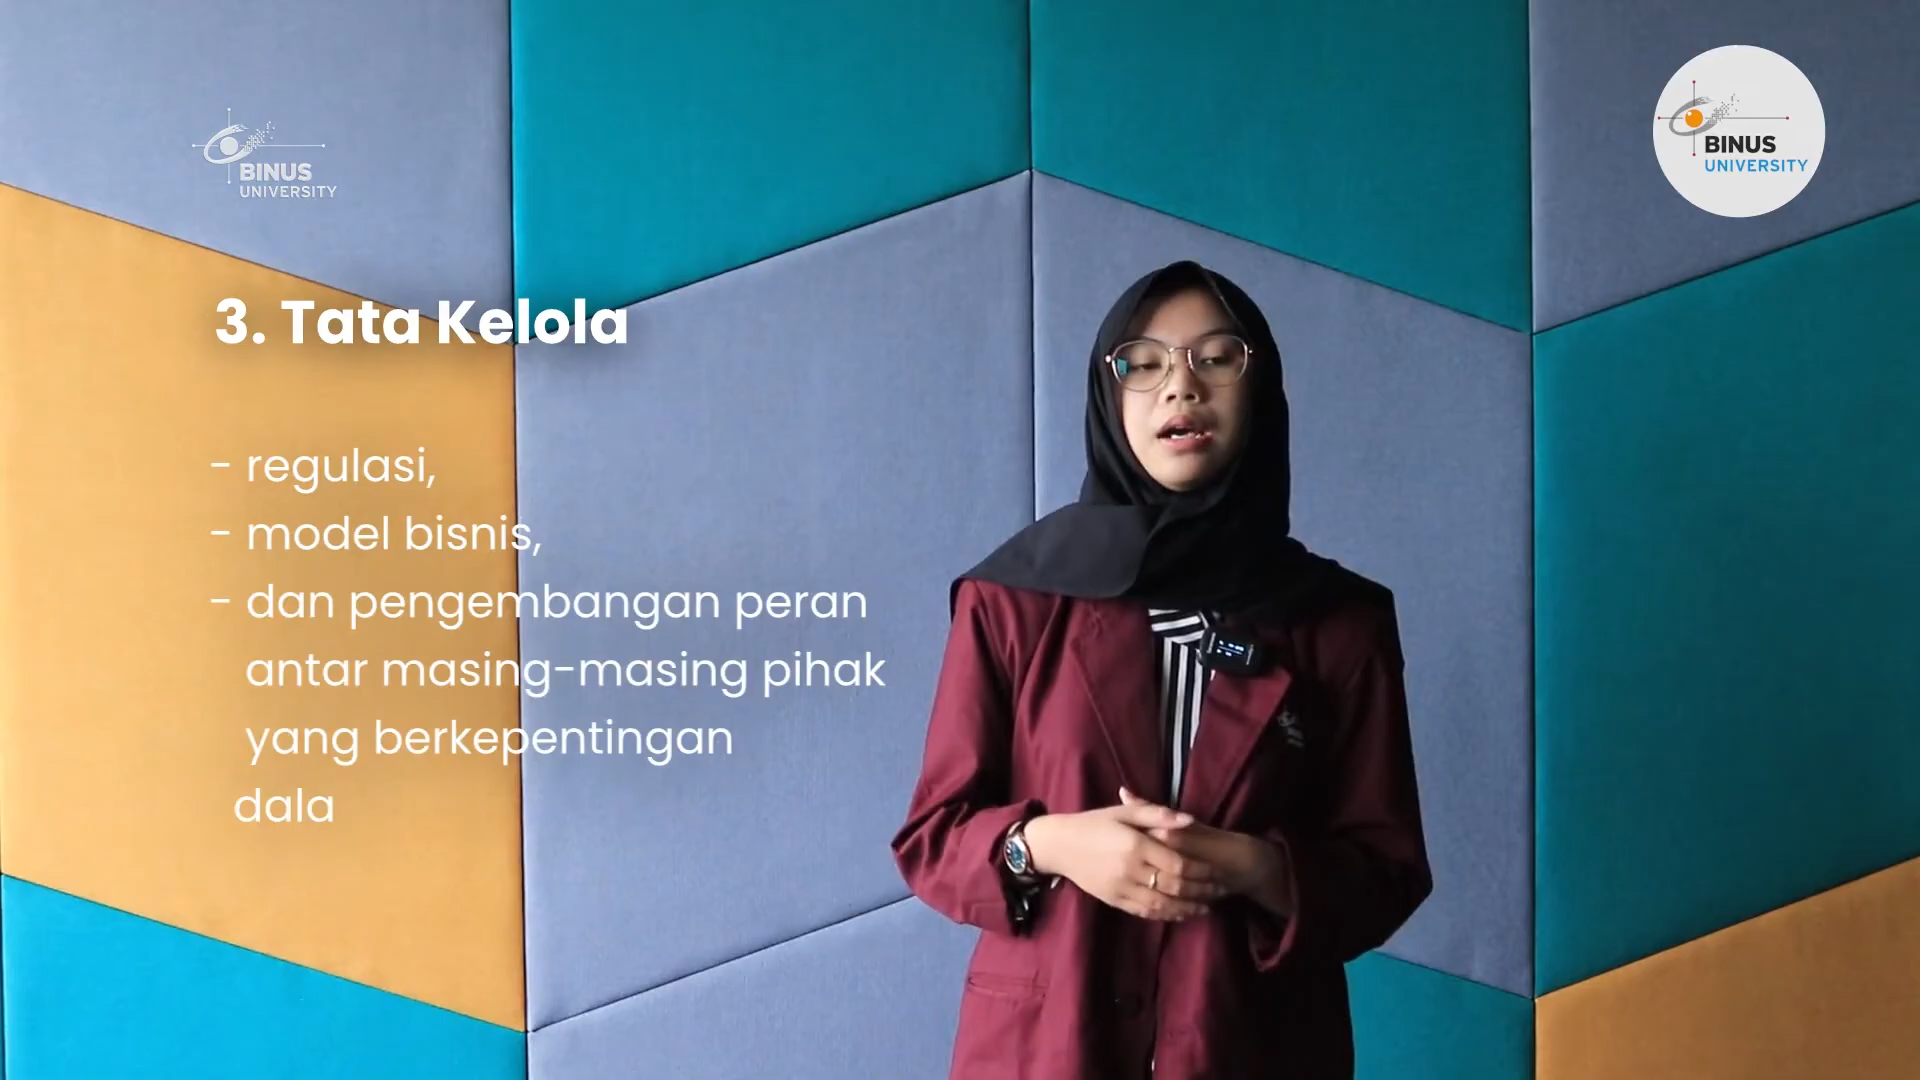 BINUS
UNIVERSITY
BINUS
UNIVERSITY
3. Tata Kelola
- regulasi,
- model bisnis,
- dan pengembangan peran
antar masing-masing pihak
yang berkepentingan
dala